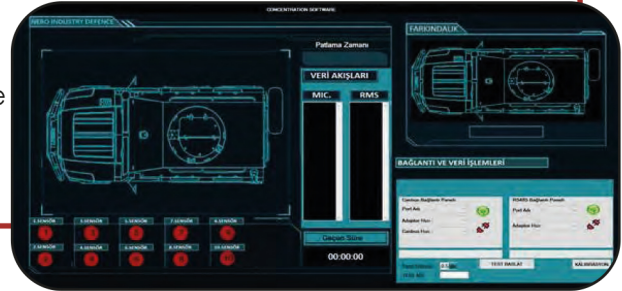 e
CONCENTRATION SOFTWARE
NERO INDUSTRY DEFENCE
Patlama Zamanı
VERİ AKIŞLARI
MIC. RMS
Geçen Süre
00:00:00
1.SENSÖR 3.SENSÖR 5.SENSÖR 7.SENSÖR 9.SENSÖR
2.SENSÖR 4.SENSÖR 6.SENSÖR 8.SENSÖR 10.SENSÖR
FARKINDALIK
BAĞLANTI VE VERİ İŞLEMLERİ
Canbus Bağlantı Paneli
Port Adı
Adaptor Hızı
Canbus Hızı
RS485 Bağlantı Paneli
Port Adı
Adaptor Hızı
TEST BAŞLAT
KALİBRASYON